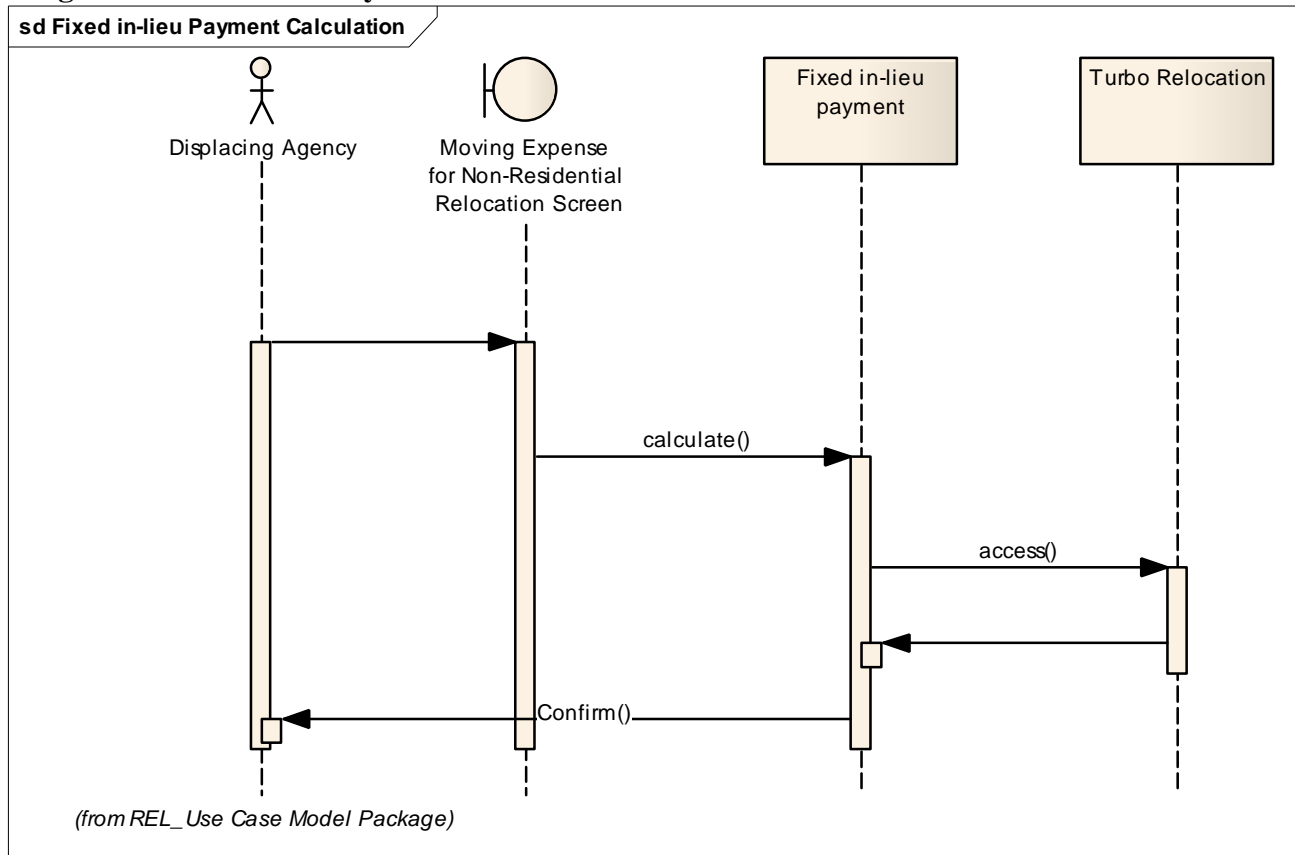 sd Fixed in-lieu Payment Calculation
Displacing Agency
Moving Expense
for Non-Residential
Relocation Screen
Fixed in-lieu
payment
Turbo Relocation
calculate()
access()
Confirm()
(from REL_Use Case Model Package)